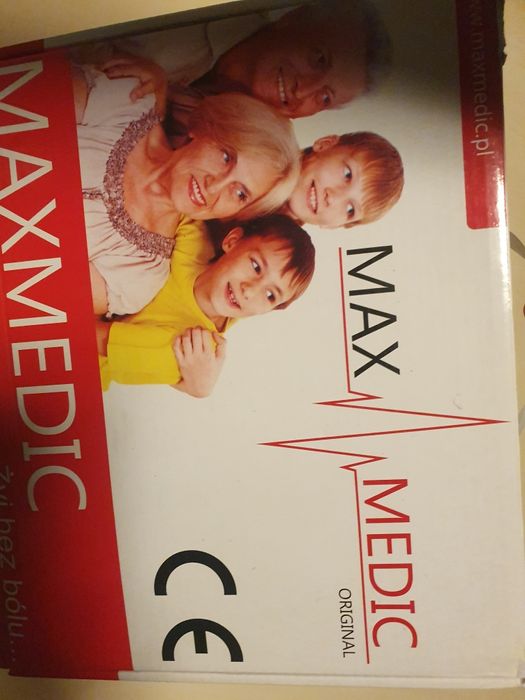 www.maxmedic.pl
MAX
MEDIC
ORIGINAL
MAXMEDIC
żyj bez bólu...
CE